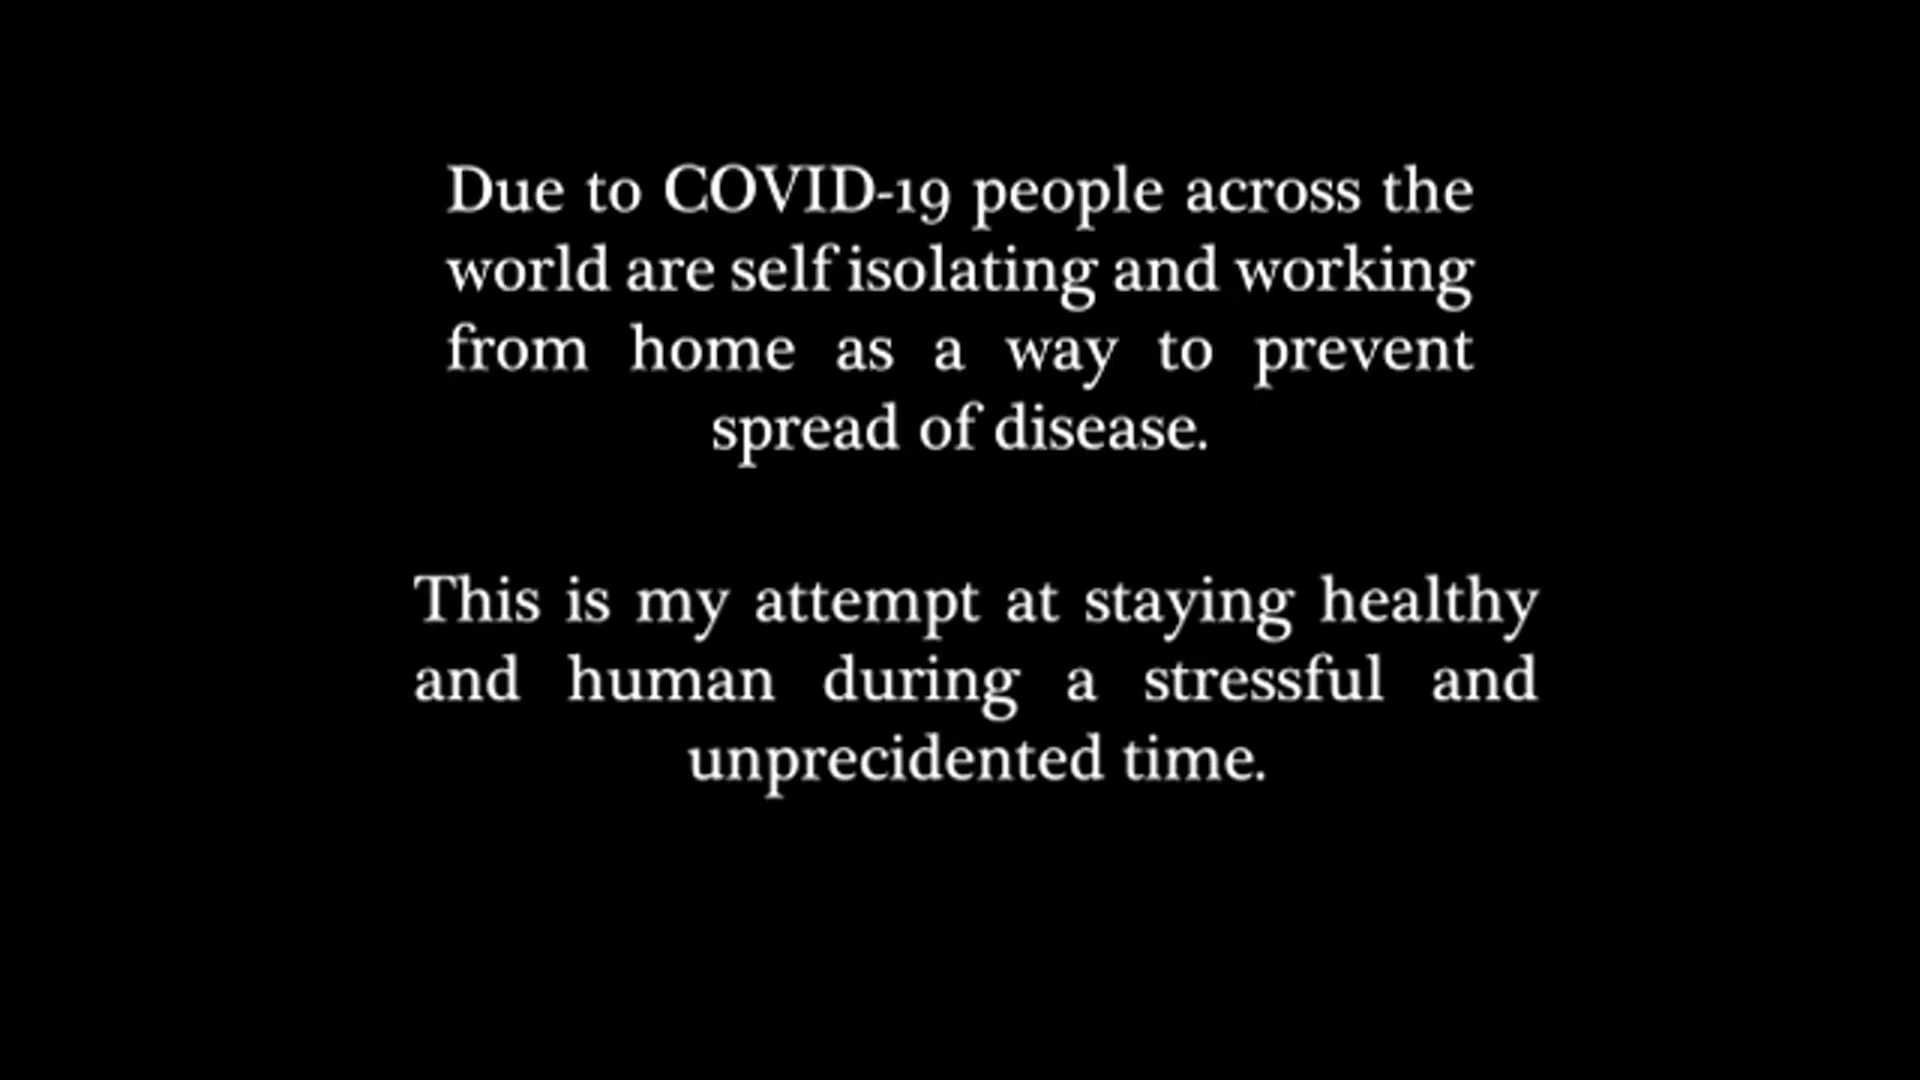 Due to COVID-19 people across the
world are self isolating and working
from home as a way to prevent
spread of disease.
This is my attempt at staying healthy
and human during a stressful and
unprecidented time.